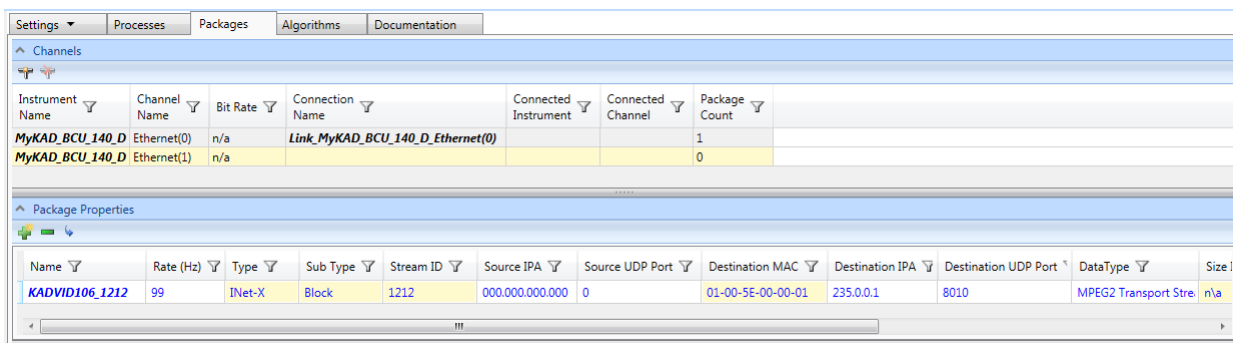 Settings Processes Packages Algorithms Documentation
Channels
Instrument Name Channel Name Bit Rate Connection Name Connected Instrument Connected Channel Package Count
MyKAD_BCU_140_D Ethernet(0) n/a Link_MyKAD_BCU_140_D_Ethernet(0) 1
MyKAD_BCU_140_D Ethernet(1) n/a 0
Package Properties
Name Rate (Hz) Type Sub Type Stream ID Source IPA Source UDP Port Destination MAC Destination IPA Destination UDP Port DataType Size
KADVID106_1212 99 INet-X Block 1212 000.000.000.000 0 01-00-5E-00-00-01 235.0.0.1 8010 MPEG2 Transport Stre n\a